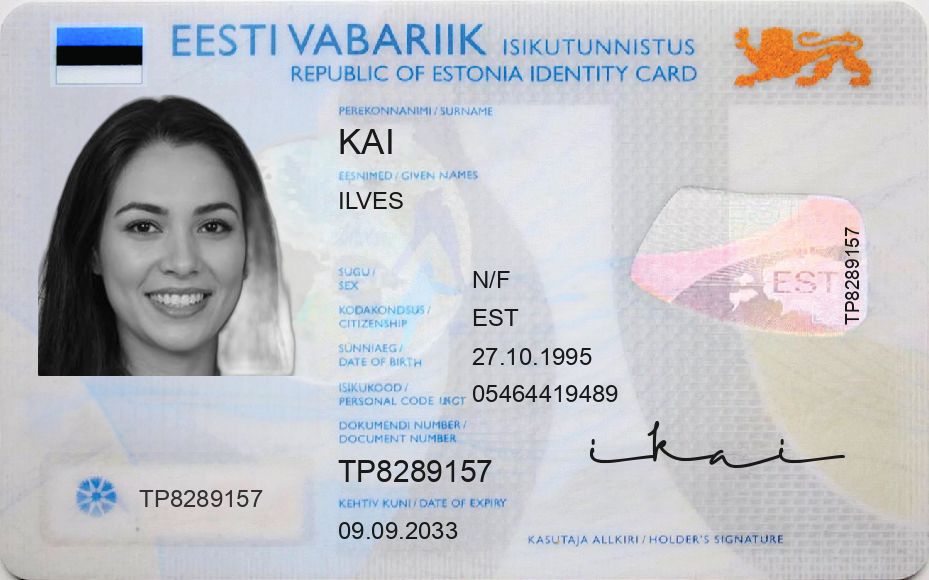 EESTI VABARIIK ISIKUTUNNISTUS
REPUBLIC OF ESTONIA IDENTITY CARD
PEREKONNANIMI / SURNAME
KAI
EESNIMED / GIVEN NAMES
ILVES
SUGU /
SEX
N/F
KODAKONDSUS /
CITIZENSHIP
EST
SÜNNIAEG /
DATE OF BIRTH
27.10.1995
ISIKUKOOD /
PERSONAL CODE
05464419489
DOKUMENDI NUMBER /
DOCUMENT NUMBER
TP8289157
KEHTIV KUNI / DATE OF EXPIRY
09.09.2033
TP8289157
EST
TP8289157
ikai
KASUTAJA ALLKIRI / HOLDER'S SIGNATURE